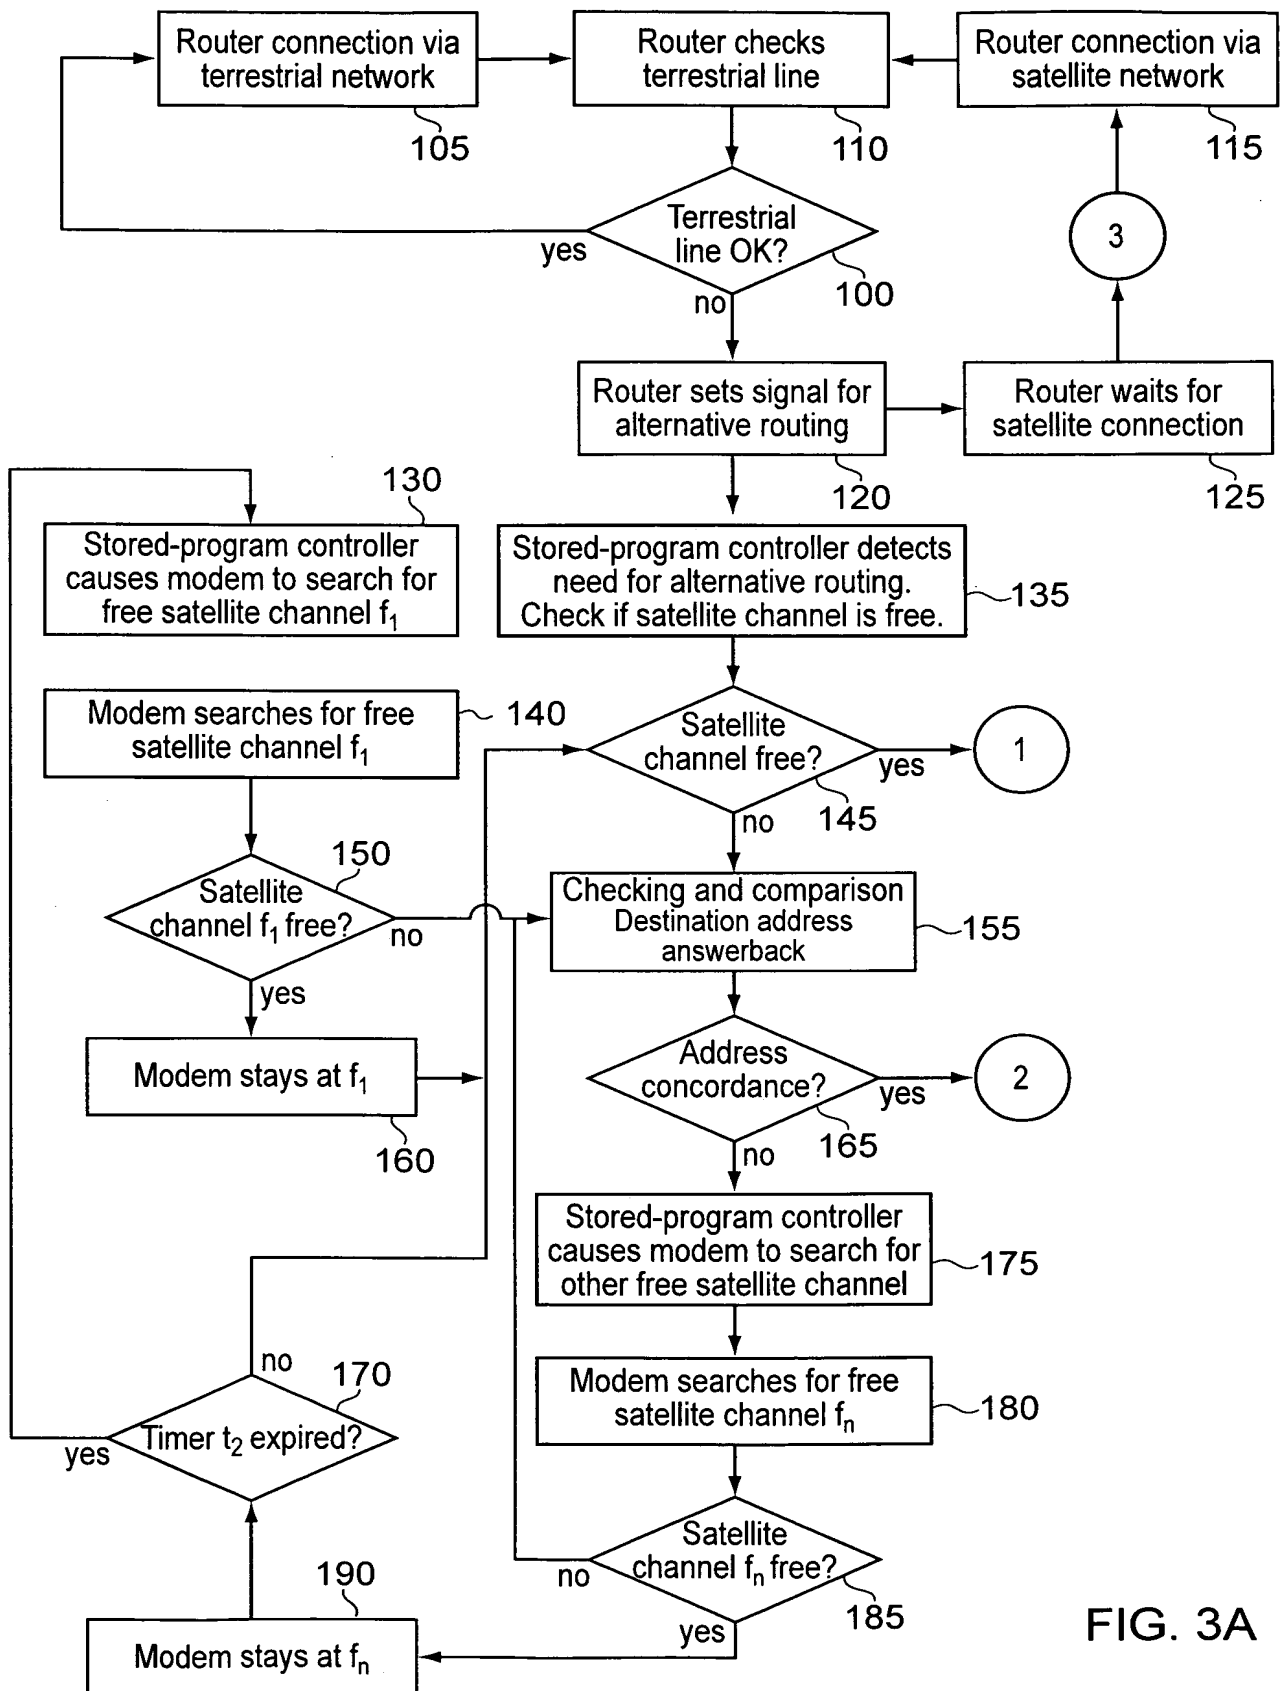 Router connection via
terrestrial network
105
Router checks
terrestrial line
110
Router connection via
satellite network
115
Terrestrial
line OK?
yes
100
no
3
Router sets signal for
alternative routing
120
Router waits for
satellite connection
125
130
Stored-program controller
causes modem to search for
free satellite channel f1
Stored-program controller detects
need for alternative routing.
Check if satellite channel is free.
135
Modem searches for free
satellite channel f1
140
Satellite
channel free?
yes
145
no
1
150
Satellite
channel f1 free?
no
yes
Checking and comparison
Destination address
answerback
155
Modem stays at f1
160
Address
concordance?
yes
165
no
2
Stored-program controller
causes modem to search for
other free satellite channel
175
no
170
Timer t2 expired?
yes
Modem searches for free
satellite channel fn
180
Satellite
channel fn free?
no
185
yes
190
Modem stays at fn
FIG. 3A